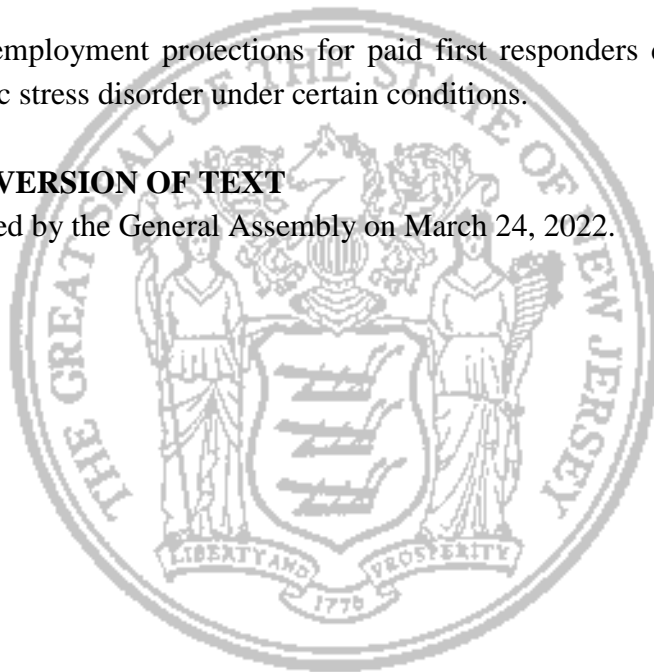 employment protections for paid first responders
c stress disorder under certain conditions.
VERSION OF TEXT
ed by the General Assembly on March 24, 2022.
THE GREAT SEAL OF THE STATE OF NEW JERSEY
LIBERTY AND PROSPERITY
1776